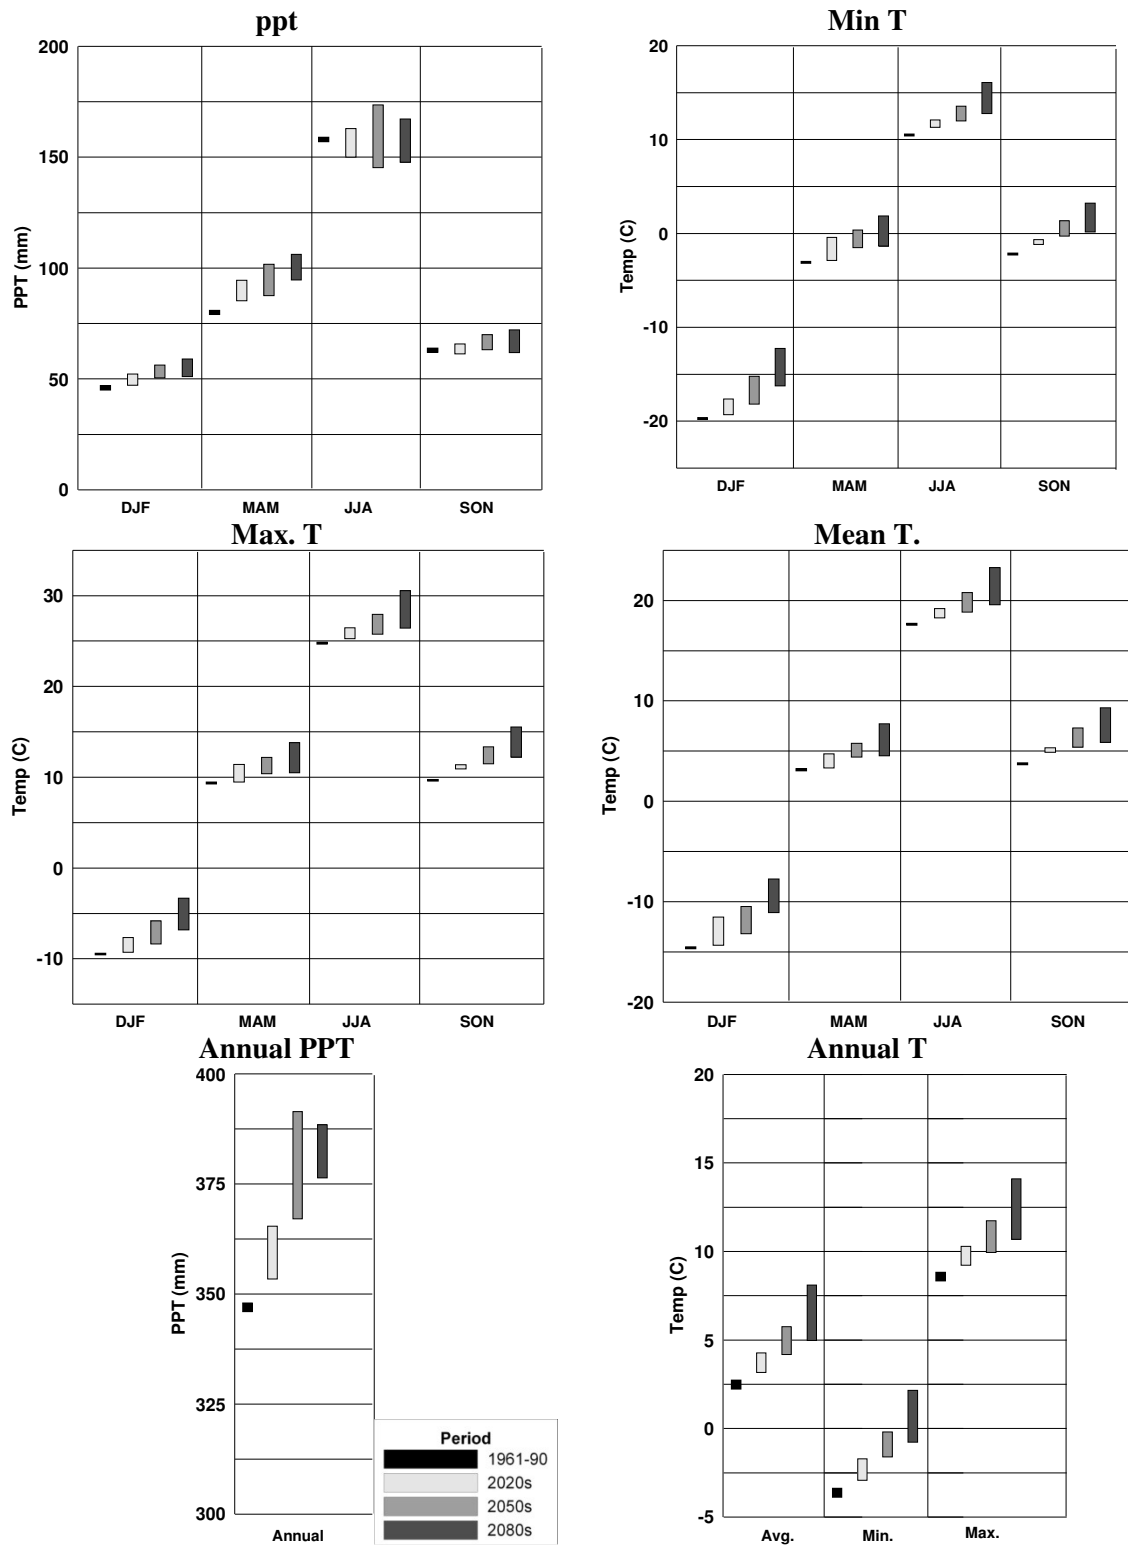 ppt
200
150
100
50
0
PPT (mm)
DJF MAM JJA SON
Min T
20
10
0
-10
-20
Temp (C)
DJF MAM JJA SON
Max. T
30
20
10
0
-10
Temp (C)
DJF MAM JJA SON
Mean T.
20
10
0
-10
-20
Temp (C)
DJF MAM JJA SON
Annual PPT
400
375
350
325
300
PPT (mm)
Annual
Period
1961-90
2020s
2050s
2080s
Annual T
20
15
10
5
0
-5
Temp (C)
Avg. Min. Max.